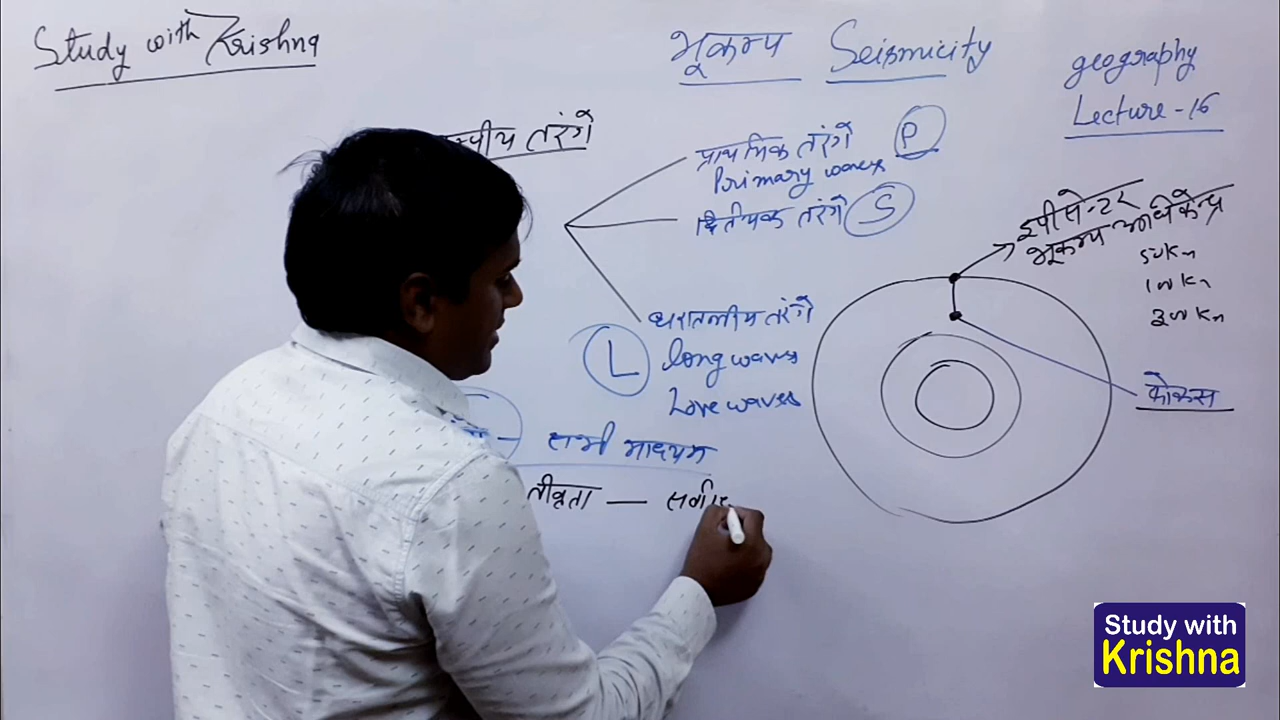 Study with Krishna
भूकम्प Seismicity
geography
Lecture-16
तरंगे
प्राथमिक तरंगे P
Primary waves
द्वितीयक तरंगे S
धरातलीय तरंगे
L long waves
Love waves
इपीसेन्टर
भूकम्प अधिकेन्द्र
50 Km
100 Km
300 Km
फोकस
सभी माध्यम
तीव्रता — सर्वा
Study with
Krishna